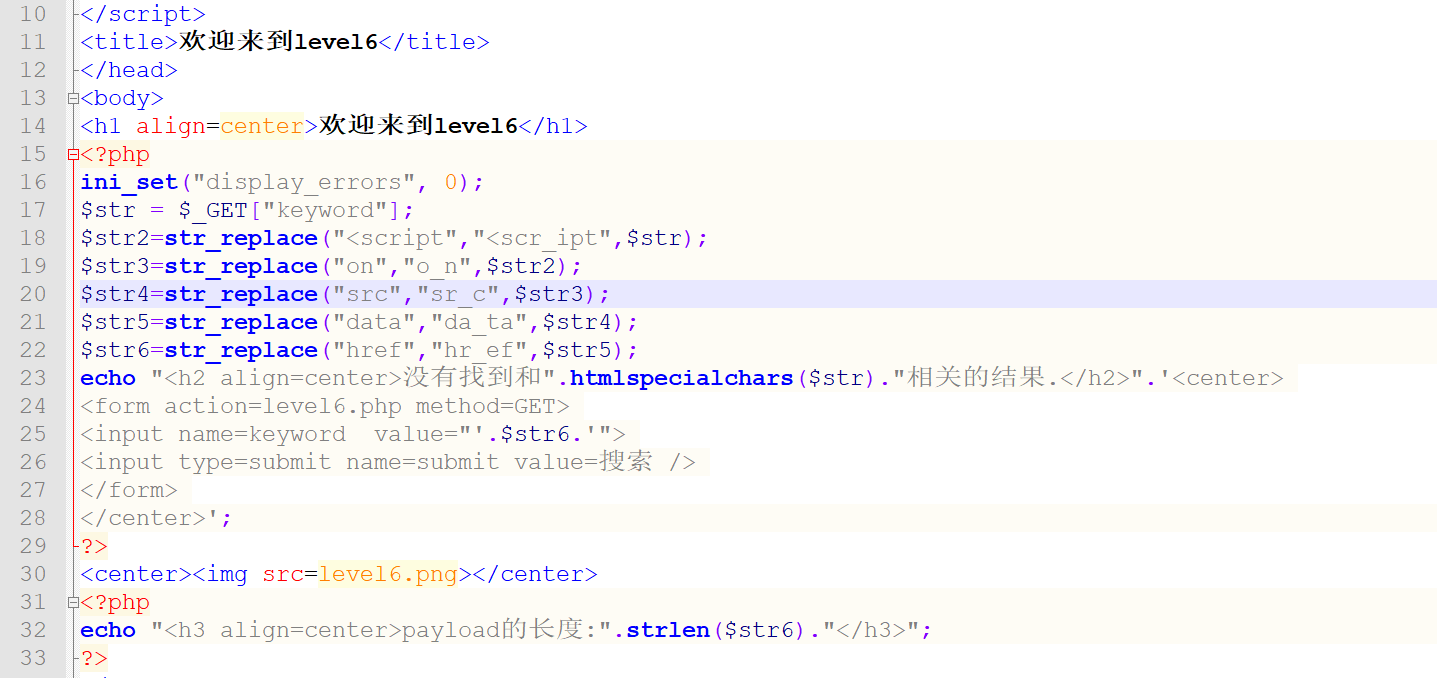 10 </script>
11 <title>欢迎来到level6</title>
12 </head>
13 <body>
14 <h1 align=center>欢迎来到level6</h1>
15 <?php
16 ini_set("display_errors", 0);
17 $str = $_GET["keyword"];
18 $str2=str_replace("<script","<scr_ipt",$str);
19 $str3=str_replace("on","o_n",$str2);
20 $str4=str_replace("src","sr_c",$str3);
21 $str5=str_replace("data","da_ta",$str4);
22 $str6=str_replace("href","hr_ef",$str5);
23 echo "<h2 align=center>没有找到和".htmlspecialchars($str)."相关的结果.</h2>".'<center>
24 <form action=level6.php method=GET>
25 <input name=keyword  value="'.$str6.'">
26 <input type=submit name=submit value=搜索 />
27 </form>
28 </center>';
29 ?>
30 <center><img src=level6.png></center>
31 <?php
32 echo "<h3 align=center>payload的长度:".strlen($str6)."</h3>";
33 ?>